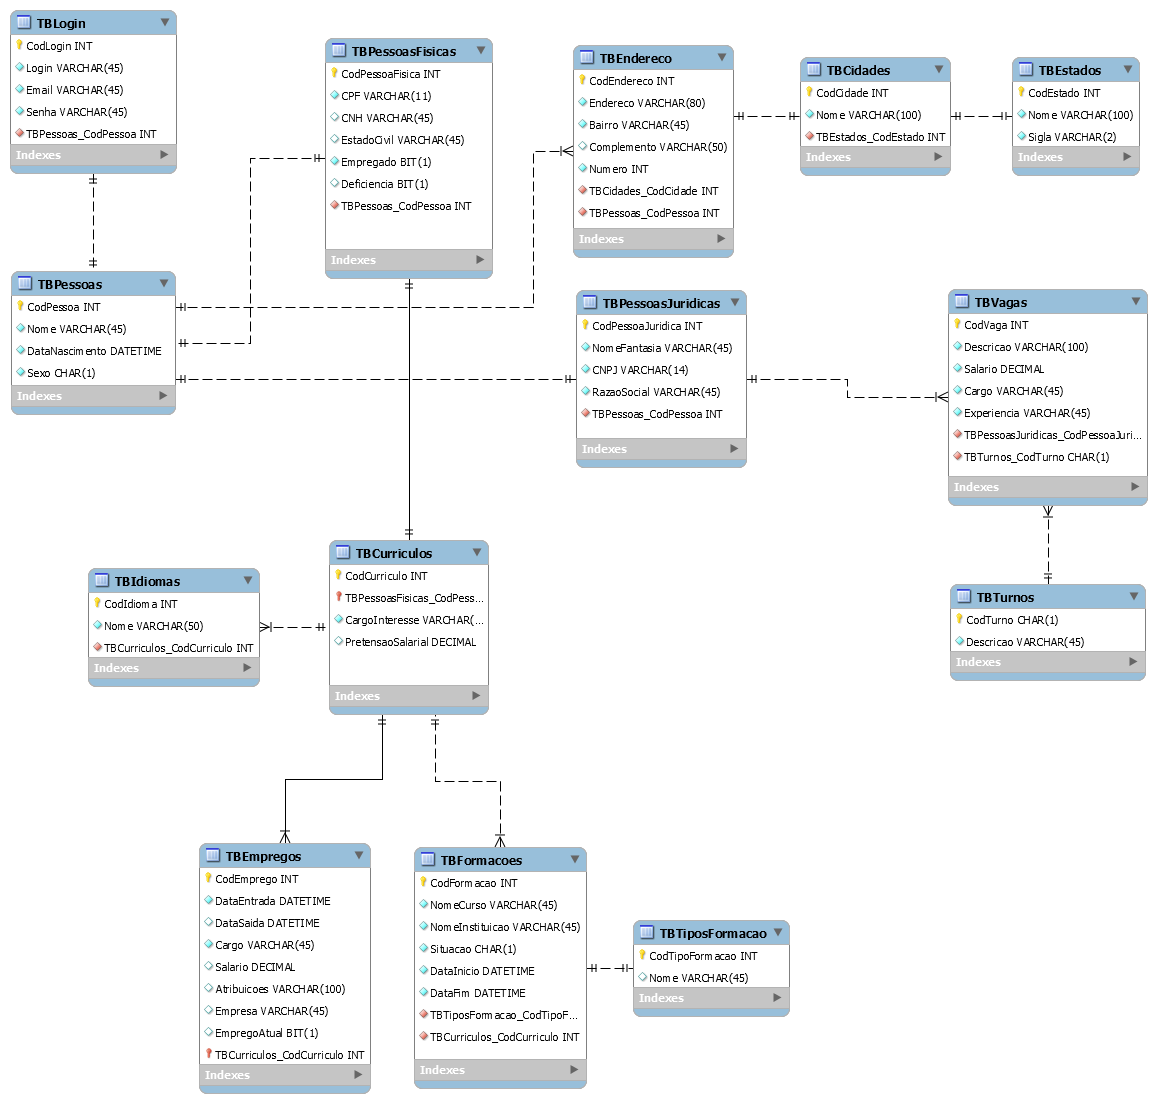 TBLogin
CodLogin INT
Login VARCHAR(45)
Email VARCHAR(45)
Senha VARCHAR(45)
TBPessoas_CodPessoa INT
Indexes
TBPessoasFisicas
CodPessoaFisica INT
CPF VARCHAR(11)
CNH VARCHAR(45)
EstadoCivil VARCHAR(45)
Empregado BIT(1)
Deficiencia BIT(1)
TBPessoas_CodPessoa INT
Indexes
TBEndereco
CodEndereco INT
Endereco VARCHAR(80)
Bairro VARCHAR(45)
Complemento VARCHAR(50)
Numero INT
TBCidades_CodCidade INT
TBPessoas_CodPessoa INT
Indexes
TBCidades
CodCidade INT
Nome VARCHAR(100)
TBEstados_CodEstado INT
Indexes
TBEstados
CodEstado INT
Nome VARCHAR(100)
Sigla VARCHAR(2)
Indexes
TBPessoas
CodPessoa INT
Nome VARCHAR(45)
DataNascimento DATETIME
Sexo CHAR(1)
Indexes
TBPessoasJuridicas
CodPessoaJuridica INT
NomeFantasia VARCHAR(45)
CNPJ VARCHAR(14)
RazaoSocial VARCHAR(45)
TBPessoas_CodPessoa INT
Indexes
TBVagas
CodVaga INT
Descricao VARCHAR(100)
Salario DECIMAL
Cargo VARCHAR(45)
Experiencia VARCHAR(45)
TBPessoasJuridicas_CodPessoaJuri...
TBTurnos_CodTurno CHAR(1)
Indexes
TBCurriculos
CodCurriculo INT
TBPessoasFisicas_CodPess...
CargoInteresse VARCHAR(...
PretensaoSalarial DECIMAL
Indexes
TBIdiomas
CodIdioma INT
Nome VARCHAR(50)
TBCurriculos_CodCurriculo INT
Indexes
TBTurnos
CodTurno CHAR(1)
Descricao VARCHAR(45)
Indexes
TBEmpregos
CodEmprego INT
DataEntrada DATETIME
DataSaida DATETIME
Cargo VARCHAR(45)
Salario DECIMAL
Atribuicoes VARCHAR(100)
Empresa VARCHAR(45)
EmpregoAtual BIT(1)
TBCurriculos_CodCurriculo INT
Indexes
TBFormacoes
CodFormacao INT
NomeCurso VARCHAR(45)
NomeInstituicao VARCHAR(45)
Situacao CHAR(1)
DataInicio DATETIME
DataFim DATETIME
TBTiposFormacao_CodTipoF...
TBCurriculos_CodCurriculo INT
Indexes
TBTiposFormacao
CodTipoFormacao INT
Nome VARCHAR(45)
Indexes